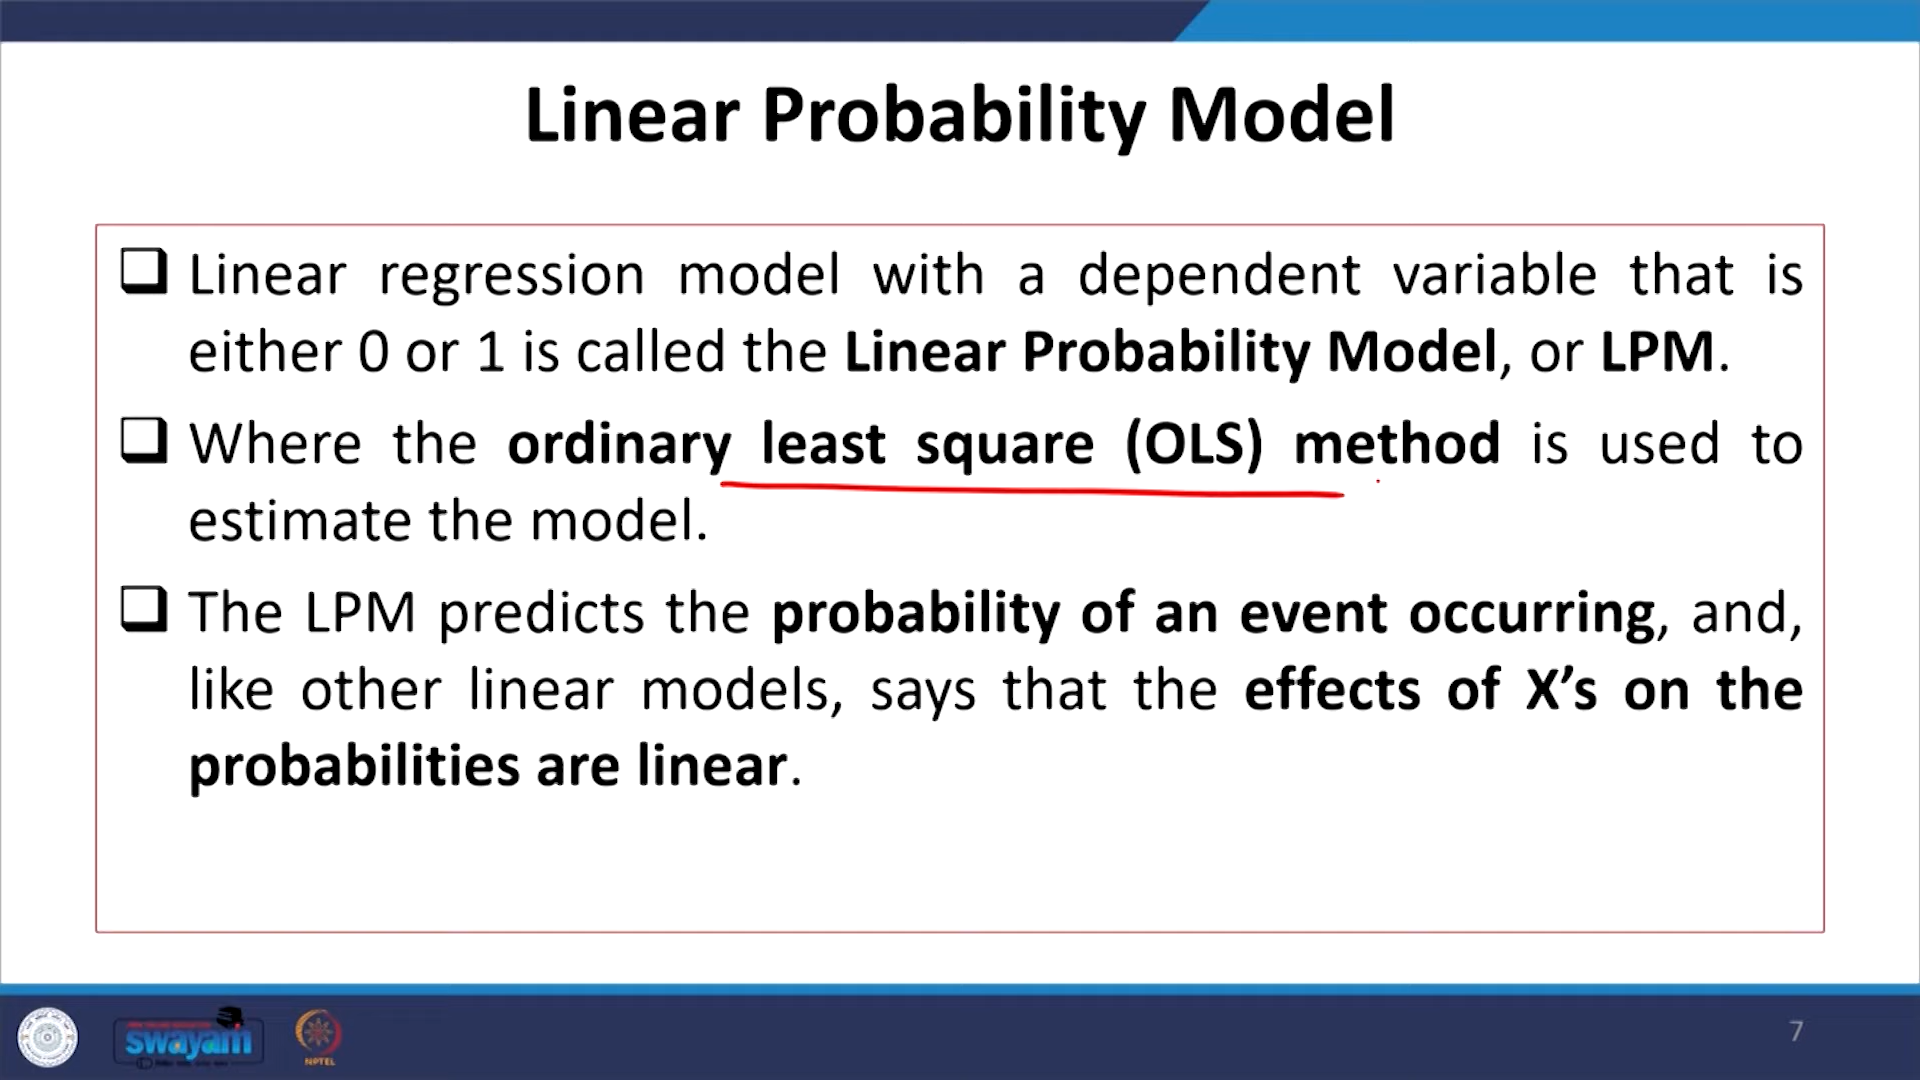 Linear Probability Model
Linear regression model with a dependent variable that is
either 0 or 1 is called the Linear Probability Model, or LPM.
Where the ordinary least square (OLS) method is used to
estimate the model.
The LPM predicts the probability of an event occurring, and,
like other linear models, says that the effects of X’s on the
probabilities are linear.
swayam
NPTEL
7